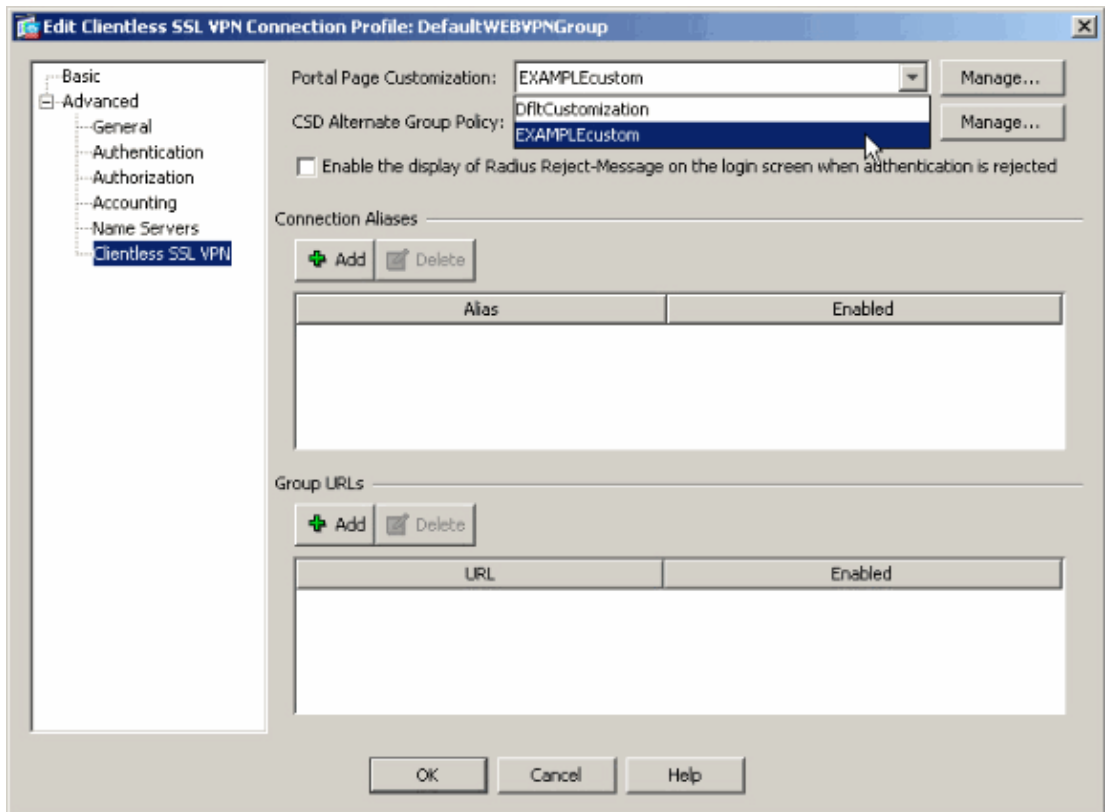 Edit Clientless SSL VPN Connection Profile: DefaultWEBVPNGroup
Basic
Advanced
General
Authentication
Authorization
Accounting
Name Servers
Clientless SSL VPN
Portal Page Customization: EXAMPLEcustom Manage...
DfltCustomization
CSD Alternate Group Policy: EXAMPLEcustom Manage...
Enable the display of Radius Reject-Message on the login screen when authentication is rejected
Connection Aliases
Add Delete
Alias Enabled
Group URLs
Add Delete
URL Enabled
OK Cancel Help